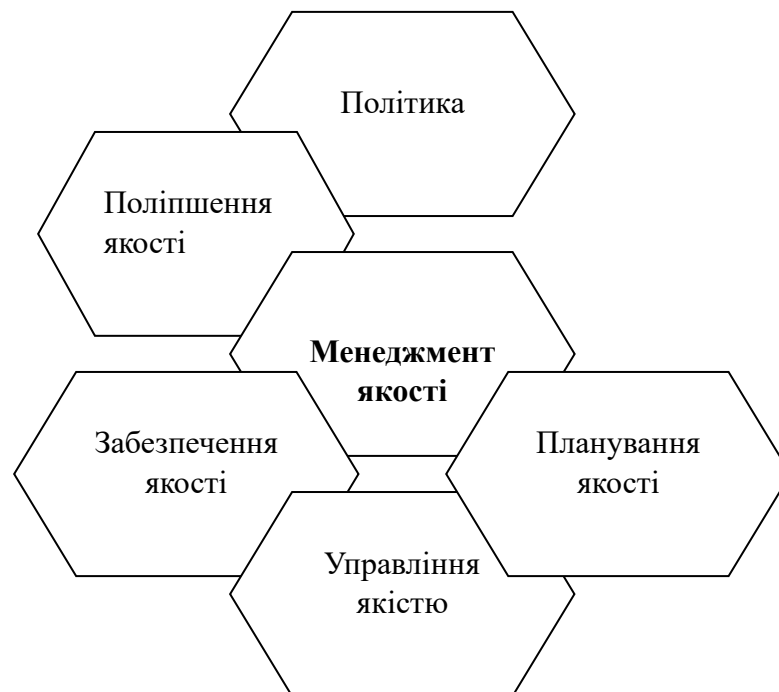 Політика
Поліпшення
якості
Менеджмент
якості
Забезпечення
якості
Планування
якості
Управління
якістю